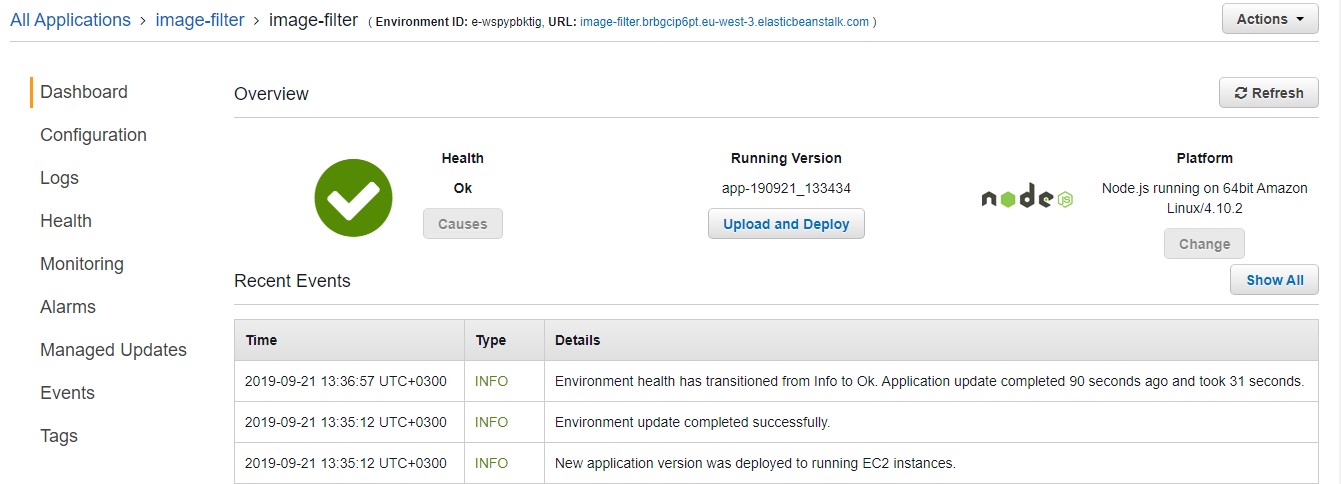 All Applications > image-filter > image-filter ( Environment ID: e-wspypbktig, URL: image-filter.brbgcip6pt.eu-west-3.elasticbeanstalk.com )
Actions
Dashboard
Configuration
Logs
Health
Monitoring
Alarms
Managed Updates
Events
Tags
Overview
Refresh
Health
Ok
Causes
Running Version
app-190921_133434
Upload and Deploy
node
JS
Platform
Node.js running on 64bit Amazon
Linux/4.10.2
Change
Recent Events
Show All
Time Type Details
2019-09-21 13:36:57 UTC+0300 INFO Environment health has transitioned from Info to Ok. Application update completed 90 seconds ago and took 31 seconds.
2019-09-21 13:35:12 UTC+0300 INFO Environment update completed successfully.
2019-09-21 13:35:12 UTC+0300 INFO New application version was deployed to running EC2 instances.